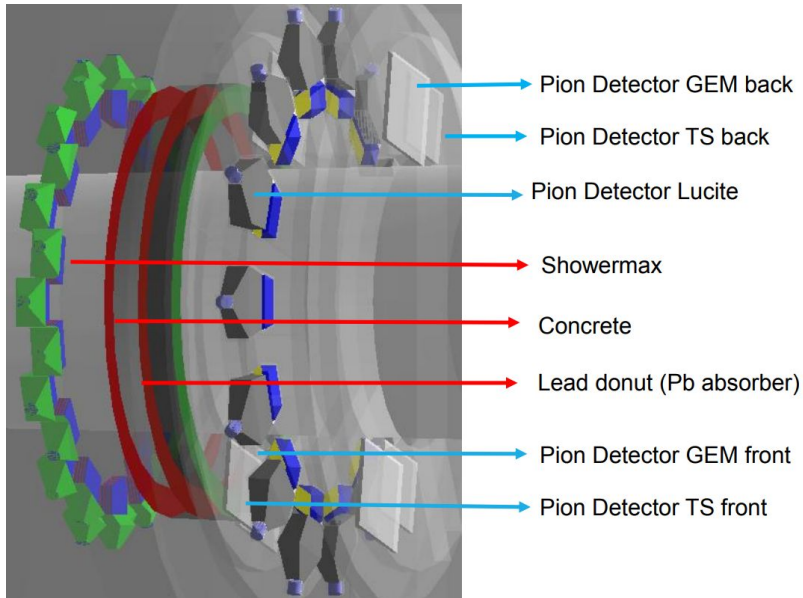 Pion Detector GEM back
Pion Detector TS back
Pion Detector Lucite
Showermax
Concrete
Lead donut (Pb absorber)
Pion Detector GEM front
Pion Detector TS front